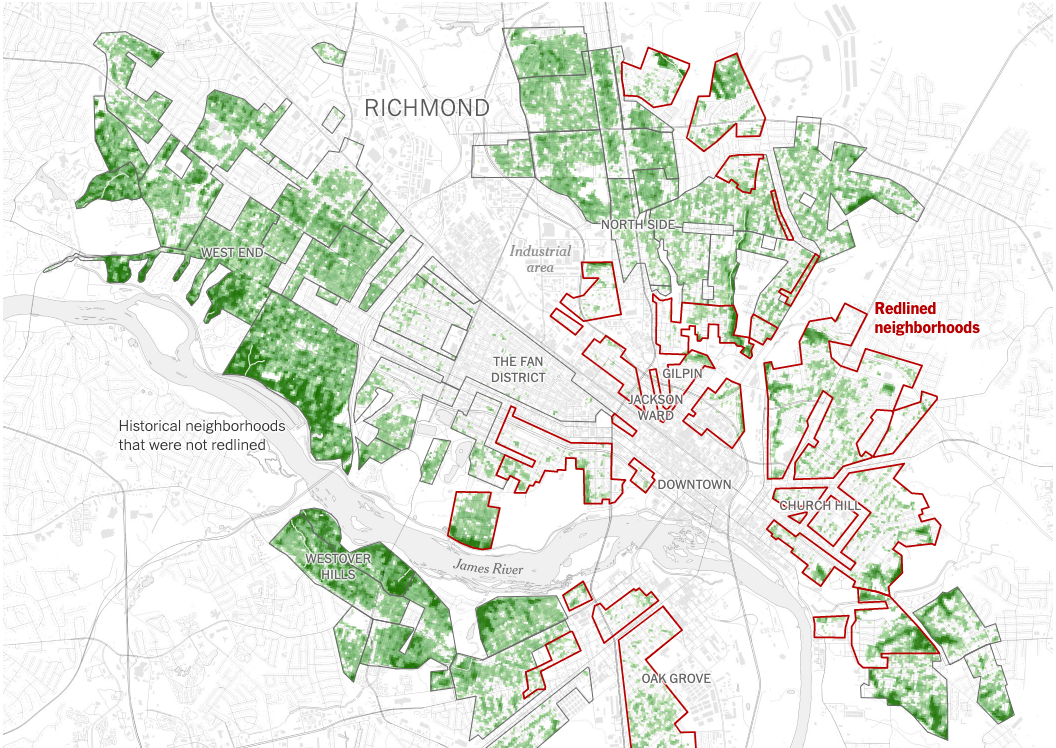 RICHMOND
NORTH SIDE
WEST END
Industrial
area
Redlined
neighborhoods
THE FAN
DISTRICT
GILPIN
JACKSON
WARD
Historical neighborhoods
that were not redlined
DOWNTOWN
CHURCH HILL
WESTOVER
HILLS
James River
OAK GROVE